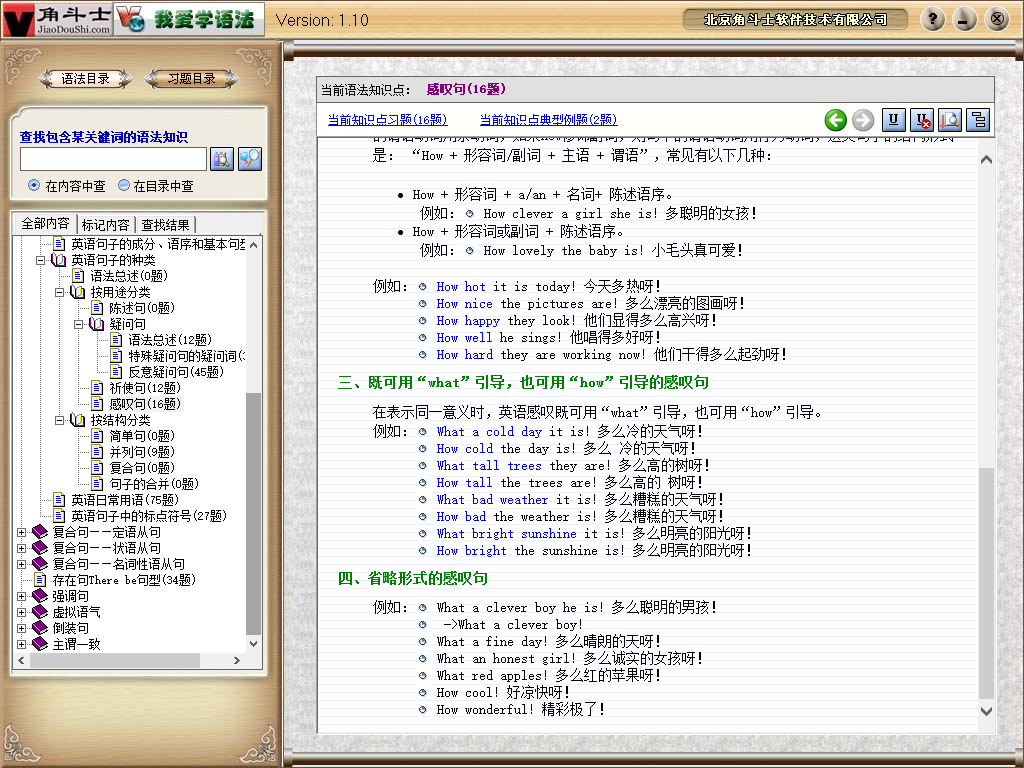 角斗士
JiaoDouShi.com
我爱学语法
Version: 1.10
北京角斗士软件技术有限公司
语法目录
习题目录
查找包含某关键词的语法知识
在内容中查
在目录中查
全部内容
标记内容
查找结果
英语句子的成分、语序和基本句
英语句子的种类
语法总述(0题)
按用途分类
陈述句(0题)
疑问句
语法总述(12题)
特殊疑问句的疑问词(
反意疑问句(45题)
祈使句(12题)
感叹句(16题)
按结构分类
简单句(0题)
并列句(9题)
复合句(0题)
句子的合并(0题)
英语日常用语(75题)
英语句子中的标点符号(27题)
复合句——定语从句
复合句——状语从句
复合句——名词性语从句
存在句There be句型(34题)
强调句
虚拟语气
倒装句
主谓一致
当前语法知识点： 感叹句(16题)
当前知识点习题(16题)
当前知识点典型例题(2题)
是：“How + 形容词/副词 + 主语 + 谓语”，常见有以下几种：
How + 形容词 + a/an + 名词+ 陈述语序。
例如： How clever a girl she is! 多聪明的女孩!
How + 形容词或副词 + 陈述语序。
例如： How lovely the baby is! 小毛头真可爱!
例如： How hot it is today! 今天多热呀!
How nice the pictures are! 多么漂亮的图画呀!
How happy they look! 他们显得多么高兴呀!
How well he sings! 他唱得多好呀!
How hard they are working now! 他们干得多么起劲呀!
三、既可用“what”引导，也可用“how”引导的感叹句
在表示同一意义时，英语感叹既可用“what”引导，也可用“how”引导。
例如： What a cold day it is! 多么冷的天气呀!
How cold the day is! 多么 冷的天气呀!
What tall trees they are! 多么高的树呀!
How tall the trees are! 多么高的 树呀!
What bad weather it is! 多么糟糕的天气呀!
How bad the weather is! 多么糟糕的天气呀!
What bright sunshine it is! 多么明亮的阳光呀!
How bright the sunshine is! 多么明亮的阳光呀!
四、省略形式的感叹句
例如： What a clever boy he is! 多么聪明的男孩!
->What a clever boy!
What a fine day! 多么晴朗的天呀!
What an honest girl! 多么诚实的女孩呀!
What red apples! 多么红的苹果呀!
How cool! 好凉快呀!
How wonderful! 精彩极了!